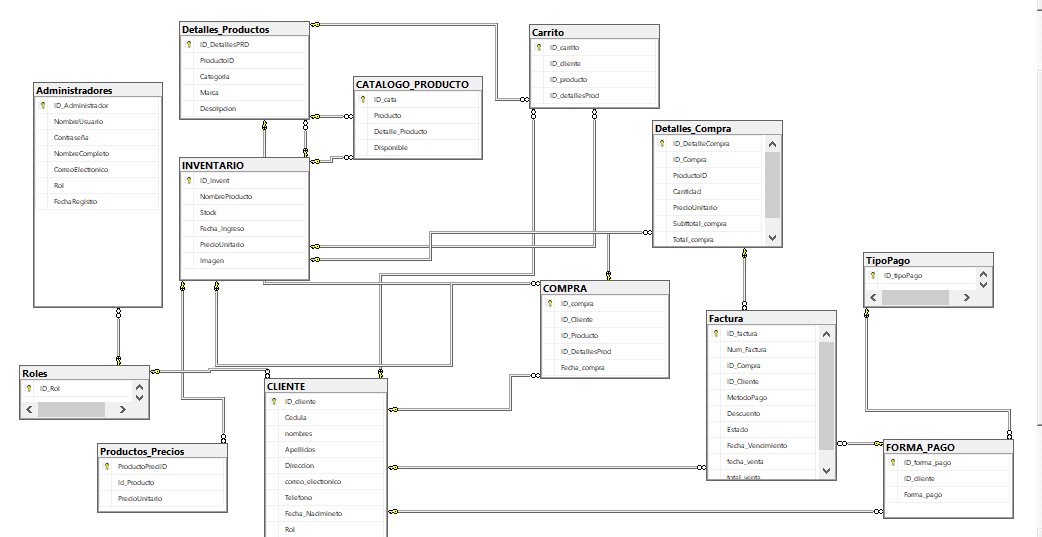 Detalles_Productos
ID_DetallesPRD
ProductoID
Categoria
Marca
Descripcion
Carrito
ID_carrito
ID_cliente
ID_producto
ID_detallesProd
CATALOGO_PRODUCTO
ID_cata
Producto
Detalle_Producto
Disponible
Administradores
ID_Administrador
NombreUsuario
Contraseña
NombreCompleto
CorreoElectronico
Rol
FechaRegistro
Detalles_Compra
ID_DetalleCompra
ID_Compra
ProductoID
Cantidad
PrecioUnitario
Subttotal_compra
Total_compra
INVENTARIO
ID_Invent
NombreProducto
Stock
Fecha_Ingreso
PrecioUnitario
Imagen
TipoPago
ID_tipoPago
COMPRA
ID_compra
ID_Cliente
ID_Producto
ID_DetallesProd
Fecha_compra
Factura
ID_factura
Num_Factura
ID_Compra
ID_Cliente
MetodoPago
Descuento
Estado
Fecha_Vencimiento
fecha_venta
total_venta
Roles
ID_Rol
CLIENTE
ID_cliente
Cedula
nombres
Apellidos
Direccion
correo_electronico
Telefono
Fecha_Nacimineto
Rol
Productos_Precios
ProductoPreciID
Id_Producto
PrecioUnitario
FORMA_PAGO
ID_forma_pago
ID_cliente
Forma_pago